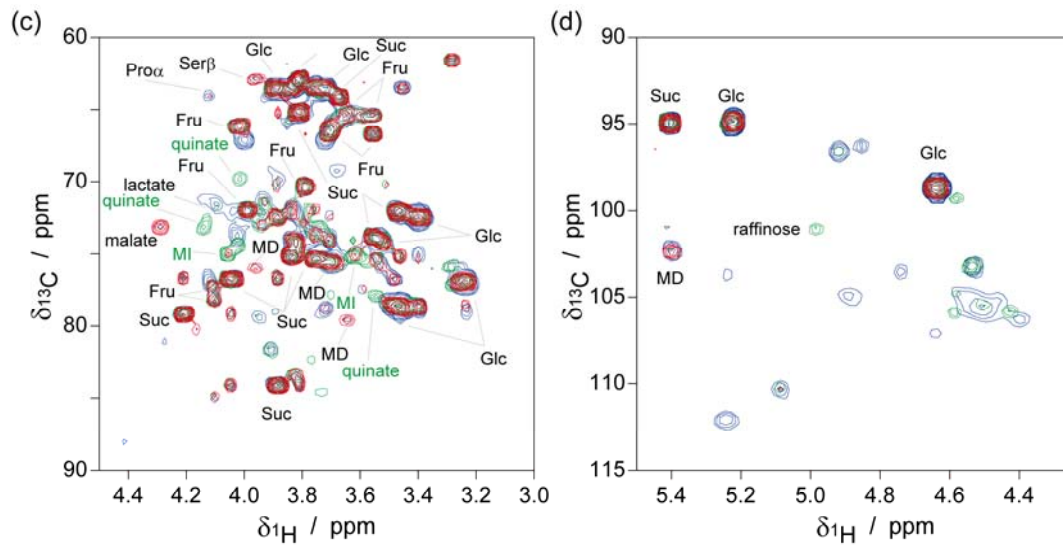 (c)
60
70
80
90
δ13C / ppm
4.4 4.2 4.0 3.8 3.6 3.4 3.2 3.0
δ1H / ppm
Glc
Glc
Suc
Fru
Serβ
Proα
Fru
quinate
Fru
lactate
quinate
malate
MI
MD
Fru
Suc
Fru
Suc
Glc
MD
MI
Suc
MD
quinate
Glc
Suc
(d)
90
95
100
105
110
115
δ13C / ppm
5.4 5.2 5.0 4.8 4.6 4.4
δ1H / ppm
Suc
Glc
Glc
raffinose
MD